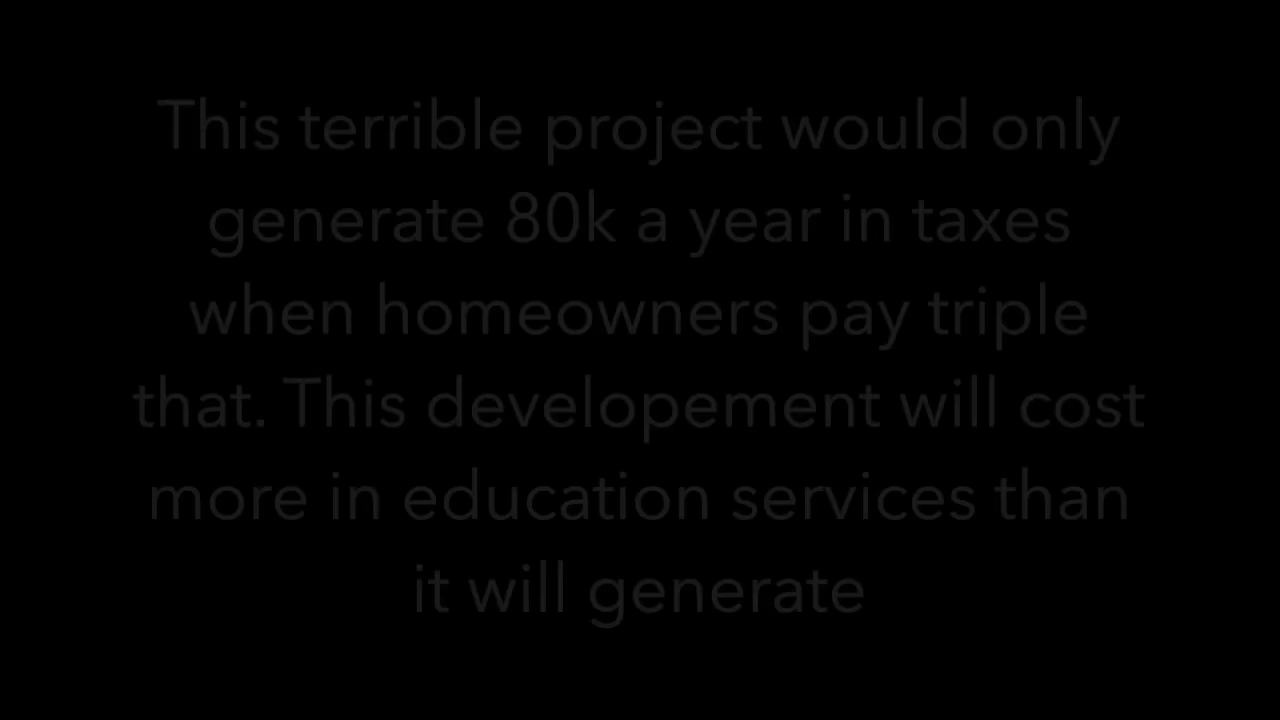 This terrible project would only
generate 80k a year in taxes
when homeowners pay triple
that. This developement will cost
more in education services than
it will generate